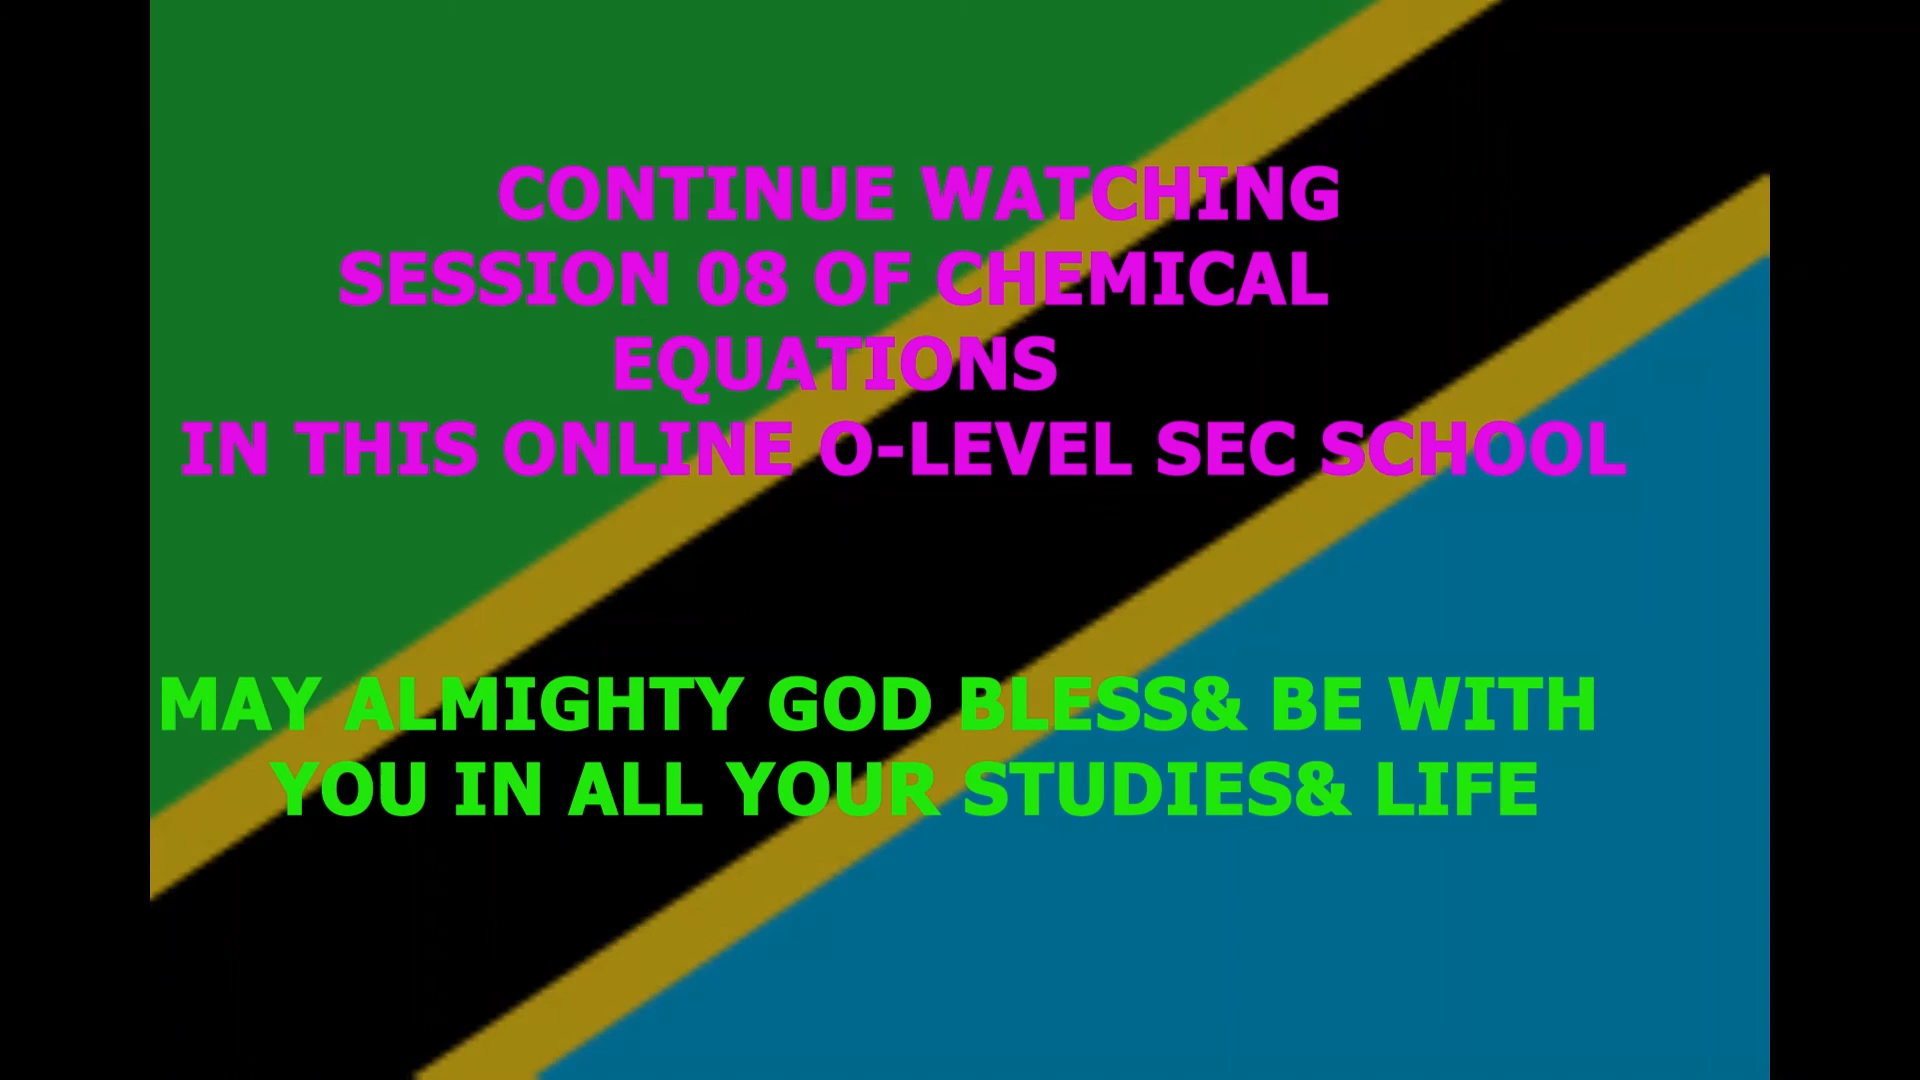 CONTINUE WATCHING
SESSION 08 OF CHEMICAL
EQUATIONS
IN THIS ONLINE O-LEVEL SEC SCHOOL
MAY ALMIGHTY GOD BLESS& BE WITH
YOU IN ALL YOUR STUDIES& LIFE